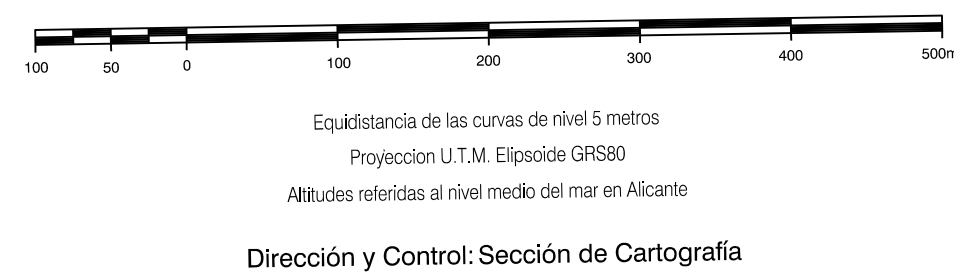 100 50 0 100 200 300 400 500m
Equidistancia de las curvas de nivel 5 metros
Proyeccion U.T.M. Elipsoide GRS80
Altitudes referidas al nivel medio del mar en Alicante
Dirección y Control: Sección de Cartografía